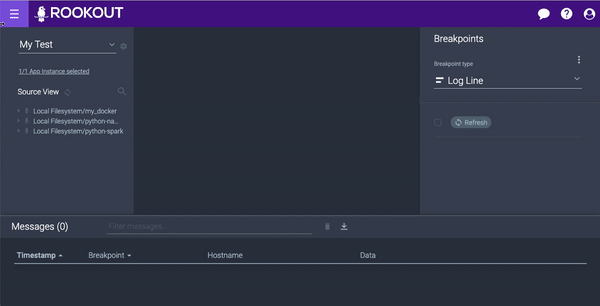 ROOKOUT
My Test
1/1 App Instance selected
Source View
Local Filesystem/my_docker
Local Filesystem/python-na...
Local Filesystem/python-spark
Breakpoints
Breakpoint type
Log Line
Refresh
Messages (0)
Filter messages...
Timestamp Breakpoint Hostname Data